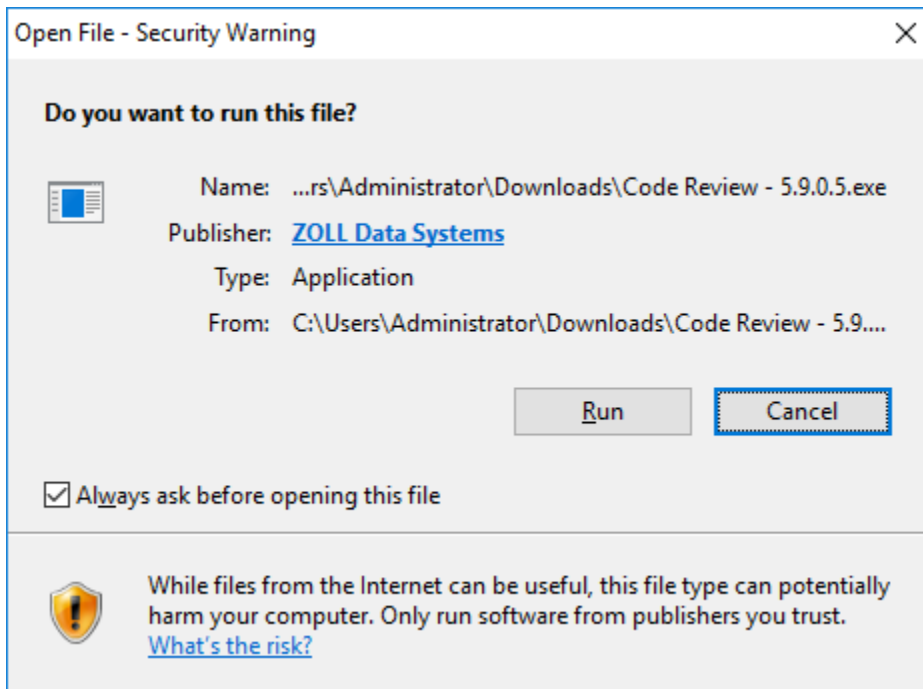 Open File - Security Warning
Do you want to run this file?
Name: ...rs\Administrator\Downloads\Code Review - 5.9.0.5.exe
Publisher: ZOLL Data Systems
Type: Application
From: C:\Users\Administrator\Downloads\Code Review - 5.9....
Run Cancel
Always ask before opening this file
While files from the Internet can be useful, this file type can potentially
harm your computer. Only run software from publishers you trust.
What's the risk?